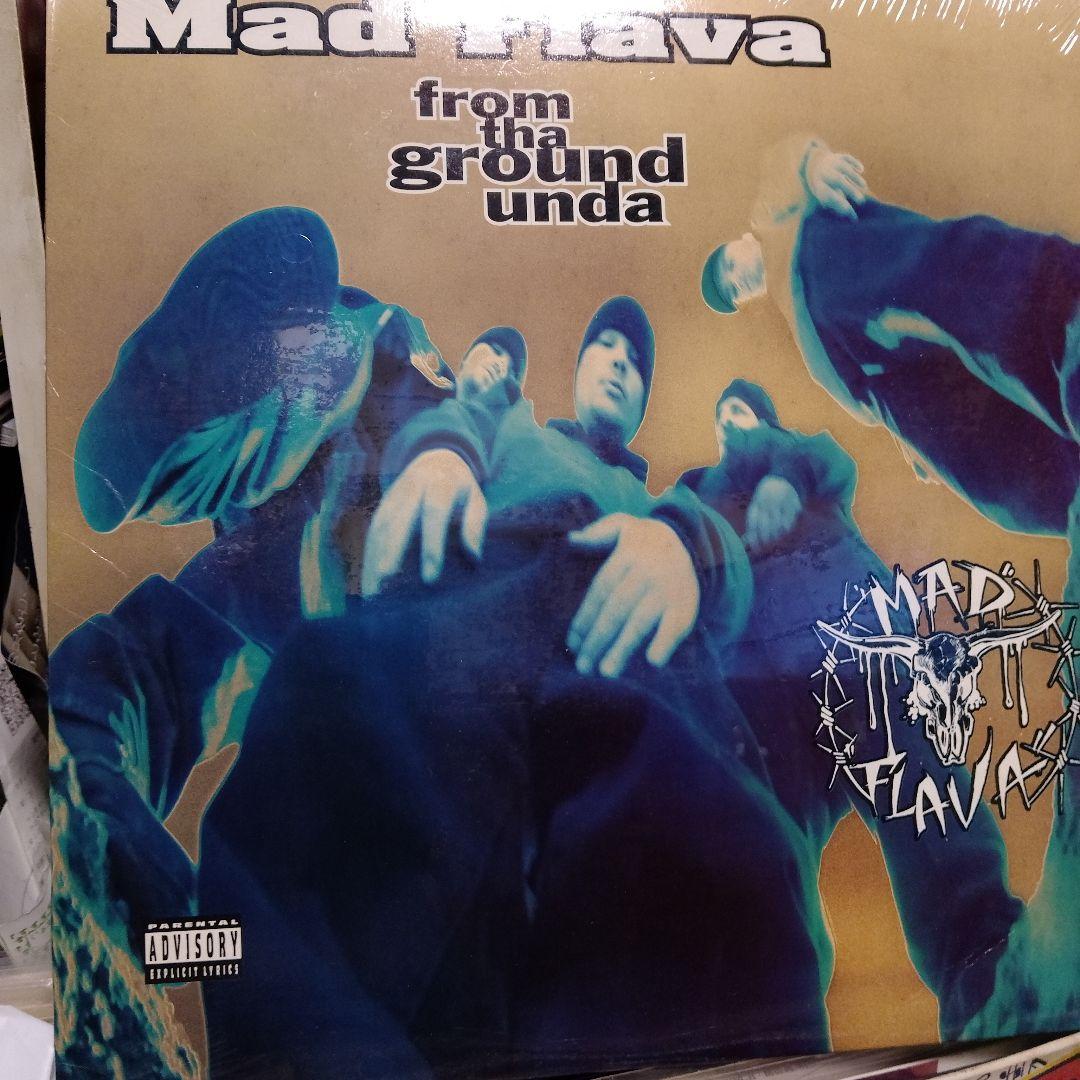 Mad Flava
from
tha
ground
unda
MAD
FLAVA
PARENTAL
ADVISORY
EXPLICIT LYRICS